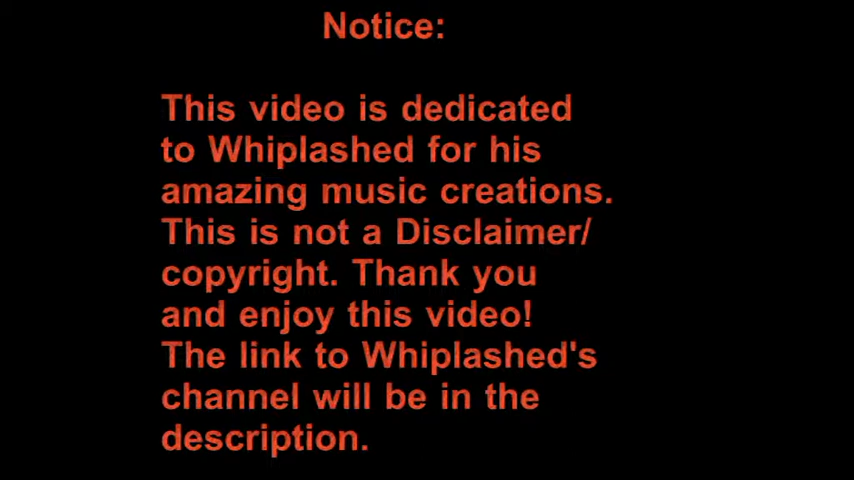 Notice:
This video is dedicated
to Whiplashed for his
amazing music creations.
This is not a Disclaimer/
copyright. Thank you
and enjoy this video!
The link to Whiplashed's
channel will be in the
description.